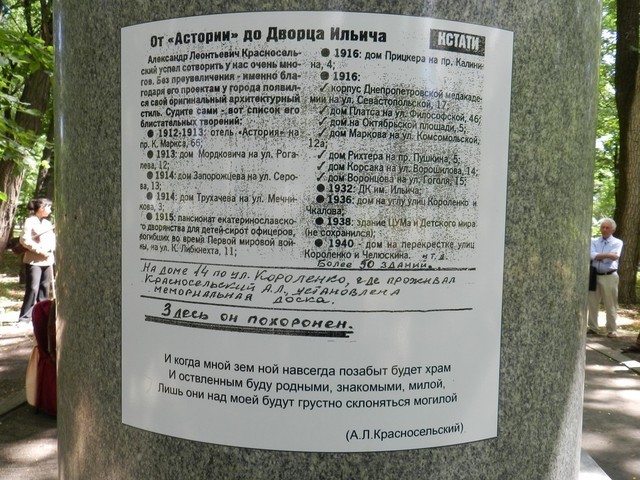 От «Астории» до Дворца Ильича
КСТАТИ
Александр Леонтьевич Красносель-
ский успел сотворить у нас очень мно-
гое. Без преувеличения - именно бла-
годаря его проектам у города появил-
ся свой оригинальный архитектурный
стиль. Судите сами - вот список его
блистательных творений:
● 1912-1913: отель «Астория» на
пр. К. Маркса, 66;
● 1913: дом Мордковича на ул. Рога-
лева, 12;
● 1914: дом Запорожцева на ул. Серо-
ва, 13;
● 1914: дом Трухачева на ул. Мечни-
кова, 3;
● 1915: пансионат екатеринославско-
го дворянства для детей-сирот офицеров,
погибших во время Первой мировой вой-
ны, на ул. К. Либкнехта, 11;
● 1916: дом Прицкера на пр. Калини-
на, 4;
● 1916:
✓ корпус Днепропетровской медакаде-
мии на ул. Севастопольской, 17;
✓ дом Платса на ул. Философской, 46;
✓ дом на Октябрьской площади, 5;
✓ дом Маркова на ул. Комсомольской,
12а;
✓ дом Рихтера на пр. Пушкина, 5;
✓ дом Корсака на ул. Ворошилова, 14;
✓ дом Воронцова на ул. Гоголя, 15;
● 1932: ДК им. Ильича;
● 1936: дом на углу улиц Короленко и
Чкалова;
● 1938: здание ЦУМа и Детского мира
(не сохранился);
● 1940 - дом на перекрестке улиц
Короленко и Челюскина. и т.д.
Более 50 зданий.
На доме 14 по ул. Короленко, где проживал
Красносельский А.Л., установлена
мемориальная доска.
Здесь он похоронен.
И когда мной зем ной навсегда позабыт будет храм
И оствленным буду родными, знакомыми, милой,
Лишь они над моей будут грустно склоняться могилой
(А.Л.Красносельский)